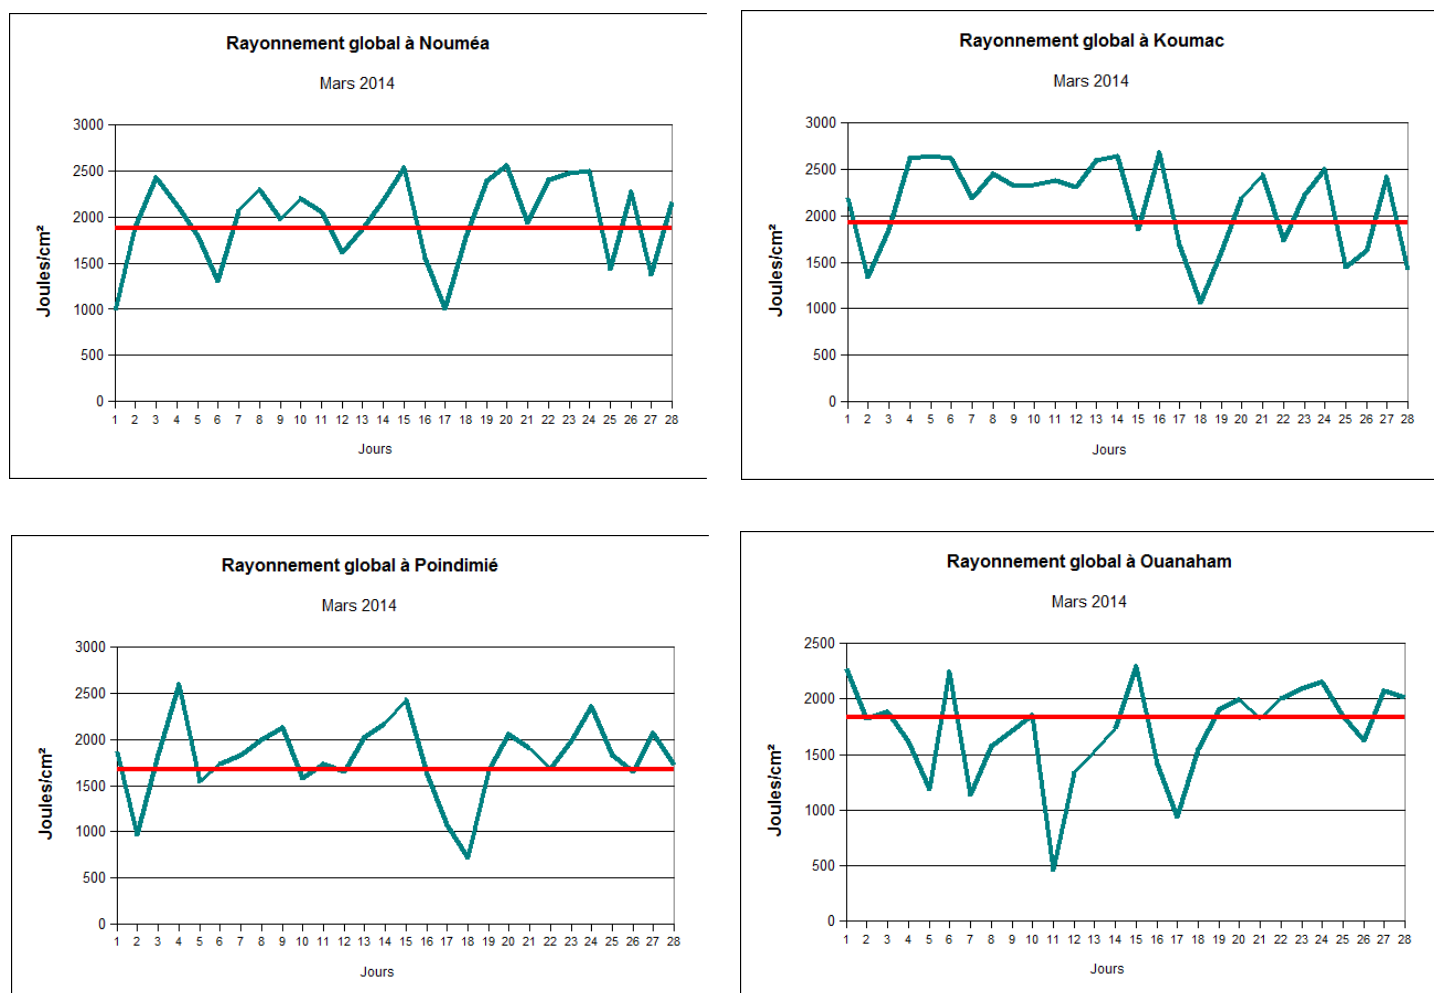 Rayonnement global à Nouméa
Mars 2014
Joules/cm²
3000
2500
2000
1500
1000
500
0
1 2 3 4 5 6 7 8 9 10 11 12 13 14 15 16 17 18 19 20 21 22 23 24 25 26 27 28
Jours
Rayonnement global à Koumac
Mars 2014
Joules/cm²
3000
2500
2000
1500
1000
500
0
1 2 3 4 5 6 7 8 9 10 11 12 13 14 15 16 17 18 19 20 21 22 23 24 25 26 27 28
Jours
Rayonnement global à Poindimié
Mars 2014
Joules/cm²
3000
2500
2000
1500
1000
500
0
1 2 3 4 5 6 7 8 9 10 11 12 13 14 15 16 17 18 19 20 21 22 23 24 25 26 27 28
Jours
Rayonnement global à Ouanaham
Mars 2014
Joules/cm²
2500
2000
1500
1000
500
0
1 2 3 4 5 6 7 8 9 10 11 12 13 14 15 16 17 18 19 20 21 22 23 24 25 26 27 28
Jours